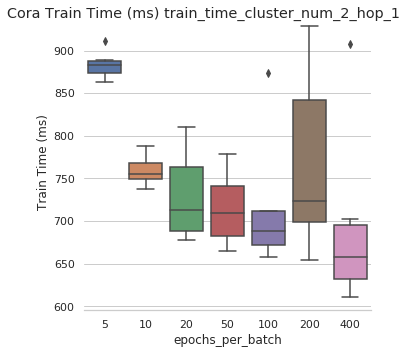 Cora Train Time (ms) train_time_cluster_num_2_hop_1
900
850
800
750
700
650
600
Train Time (ms)
5 10 20 50 100 200 400
epochs_per_batch